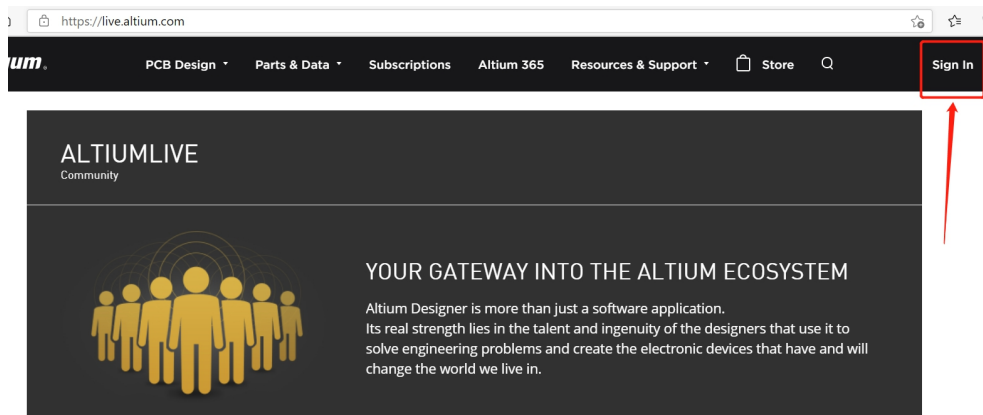 https://live.altium.com
PCB Design Parts & Data Subscriptions Altium 365 Resources & Support Store Sign In
ALTIUMLIVE
Community
YOUR GATEWAY INTO THE ALTIUM ECOSYSTEM
Altium Designer is more than just a software application.
Its real strength lies in the talent and ingenuity of the designers that use it to
solve engineering problems and create the electronic devices that have and will
change the world we live in.